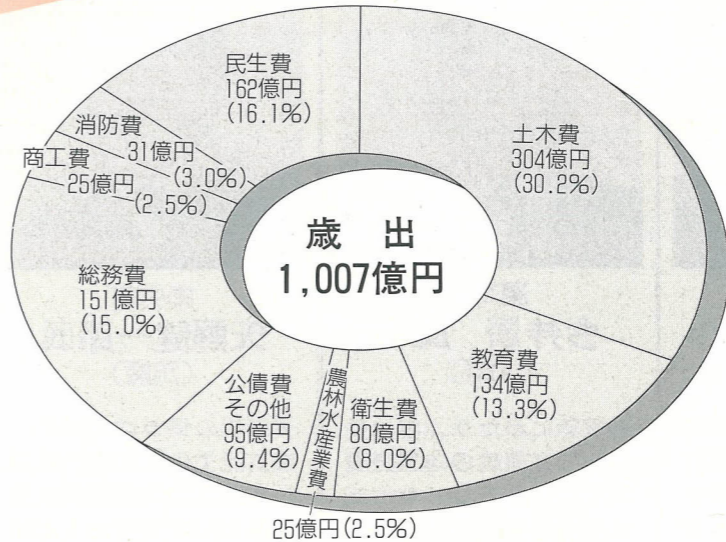 歳出
1,007億円
土木費
304億円
(30.2%)
教育費
134億円
(13.3%)
衛生費
80億円
(8.0%)
農林水産業費
25億円(2.5%)
公債費
その他
95億円
(9.4%)
総務費
151億円
(15.0%)
商工費
25億円
(2.5%)
消防費
31億円
(3.0%)
民生費
162億円
(16.1%)